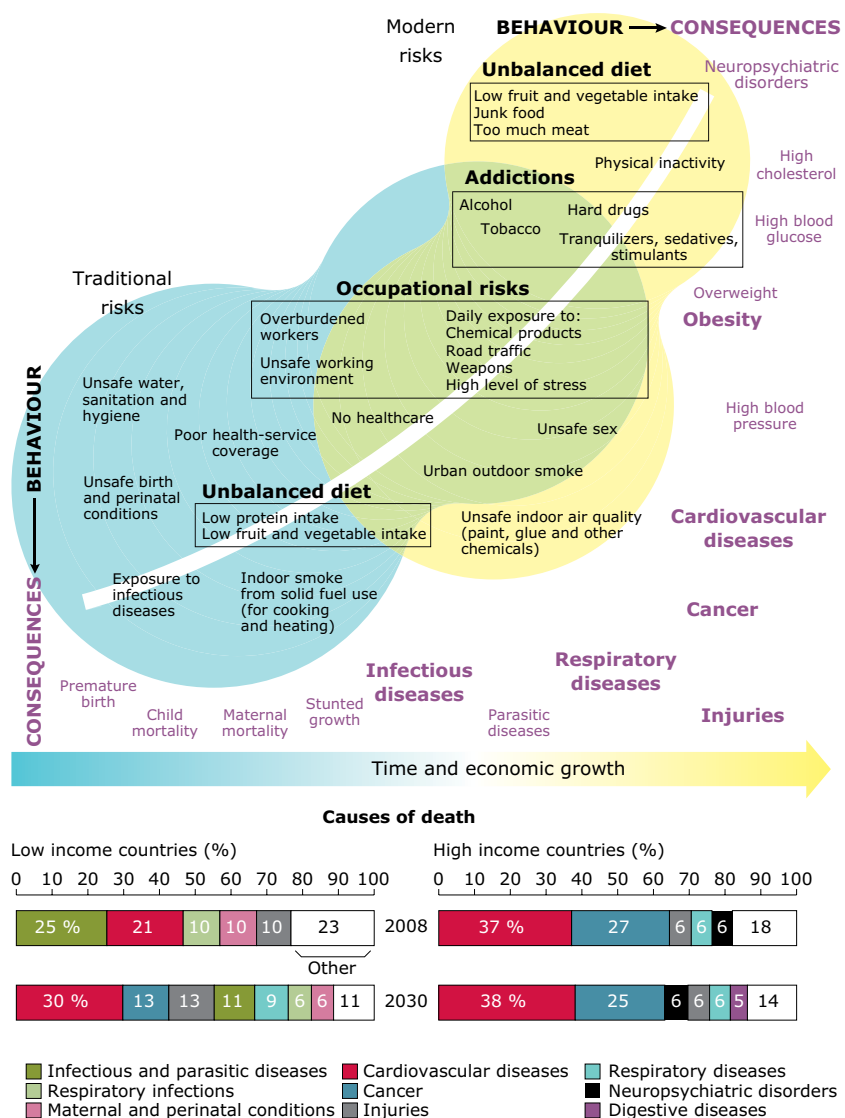 Modern
risks
BEHAVIOUR
CONSEQUENCES
Unbalanced diet
Low fruit and vegetable intake
Junk food
Too much meat
Neuropsychiatric
disorders
Physical inactivity
High
cholesterol
Addictions
Alcohol
Hard drugs
Tobacco
Tranquilizers, sedatives,
stimulants
High blood
glucose
Traditional
risks
Occupational risks
Overburdened
workers
Unsafe working
environment
Daily exposure to:
Chemical products
Road traffic
Weapons
High level of stress
Overweight
Obesity
BEHAVIOUR
CONSEQUENCES
Unsafe water,
sanitation and
hygiene
No healthcare
Unsafe sex
High blood
pressure
Poor health-service
coverage
Urban outdoor smoke
Unsafe birth
and perinatal
conditions
Unbalanced diet
Low protein intake
Low fruit and vegetable intake
Unsafe indoor air quality
(paint, glue and other
chemicals)
Cardiovascular
diseases
Exposure to
infectious
diseases
Indoor smoke
from solid fuel use
(for cooking
and heating)
Cancer
Premature
birth
Child
mortality
Maternal
mortality
Stunted
growth
Infectious
diseases
Parasitic
diseases
Respiratory
diseases
Injuries
Time and economic growth
Causes of death
Low income countries (%)
0 10 20 30 40 50 60 70 80 90 100
High income countries (%)
0 10 20 30 40 50 60 70 80 90 100
25 % 21 10 10 10 23
2008
37 % 27 6 6 6 18
Other
30 % 13 13 11 9 6 6 11
2030
38 % 25 6 6 6 5 14
Infectious and parasitic diseases
Cardiovascular diseases
Respiratory diseases
Respiratory infections
Cancer
Neuropsychiatric disorders
Maternal and perinatal conditions
Injuries
Digestive diseases